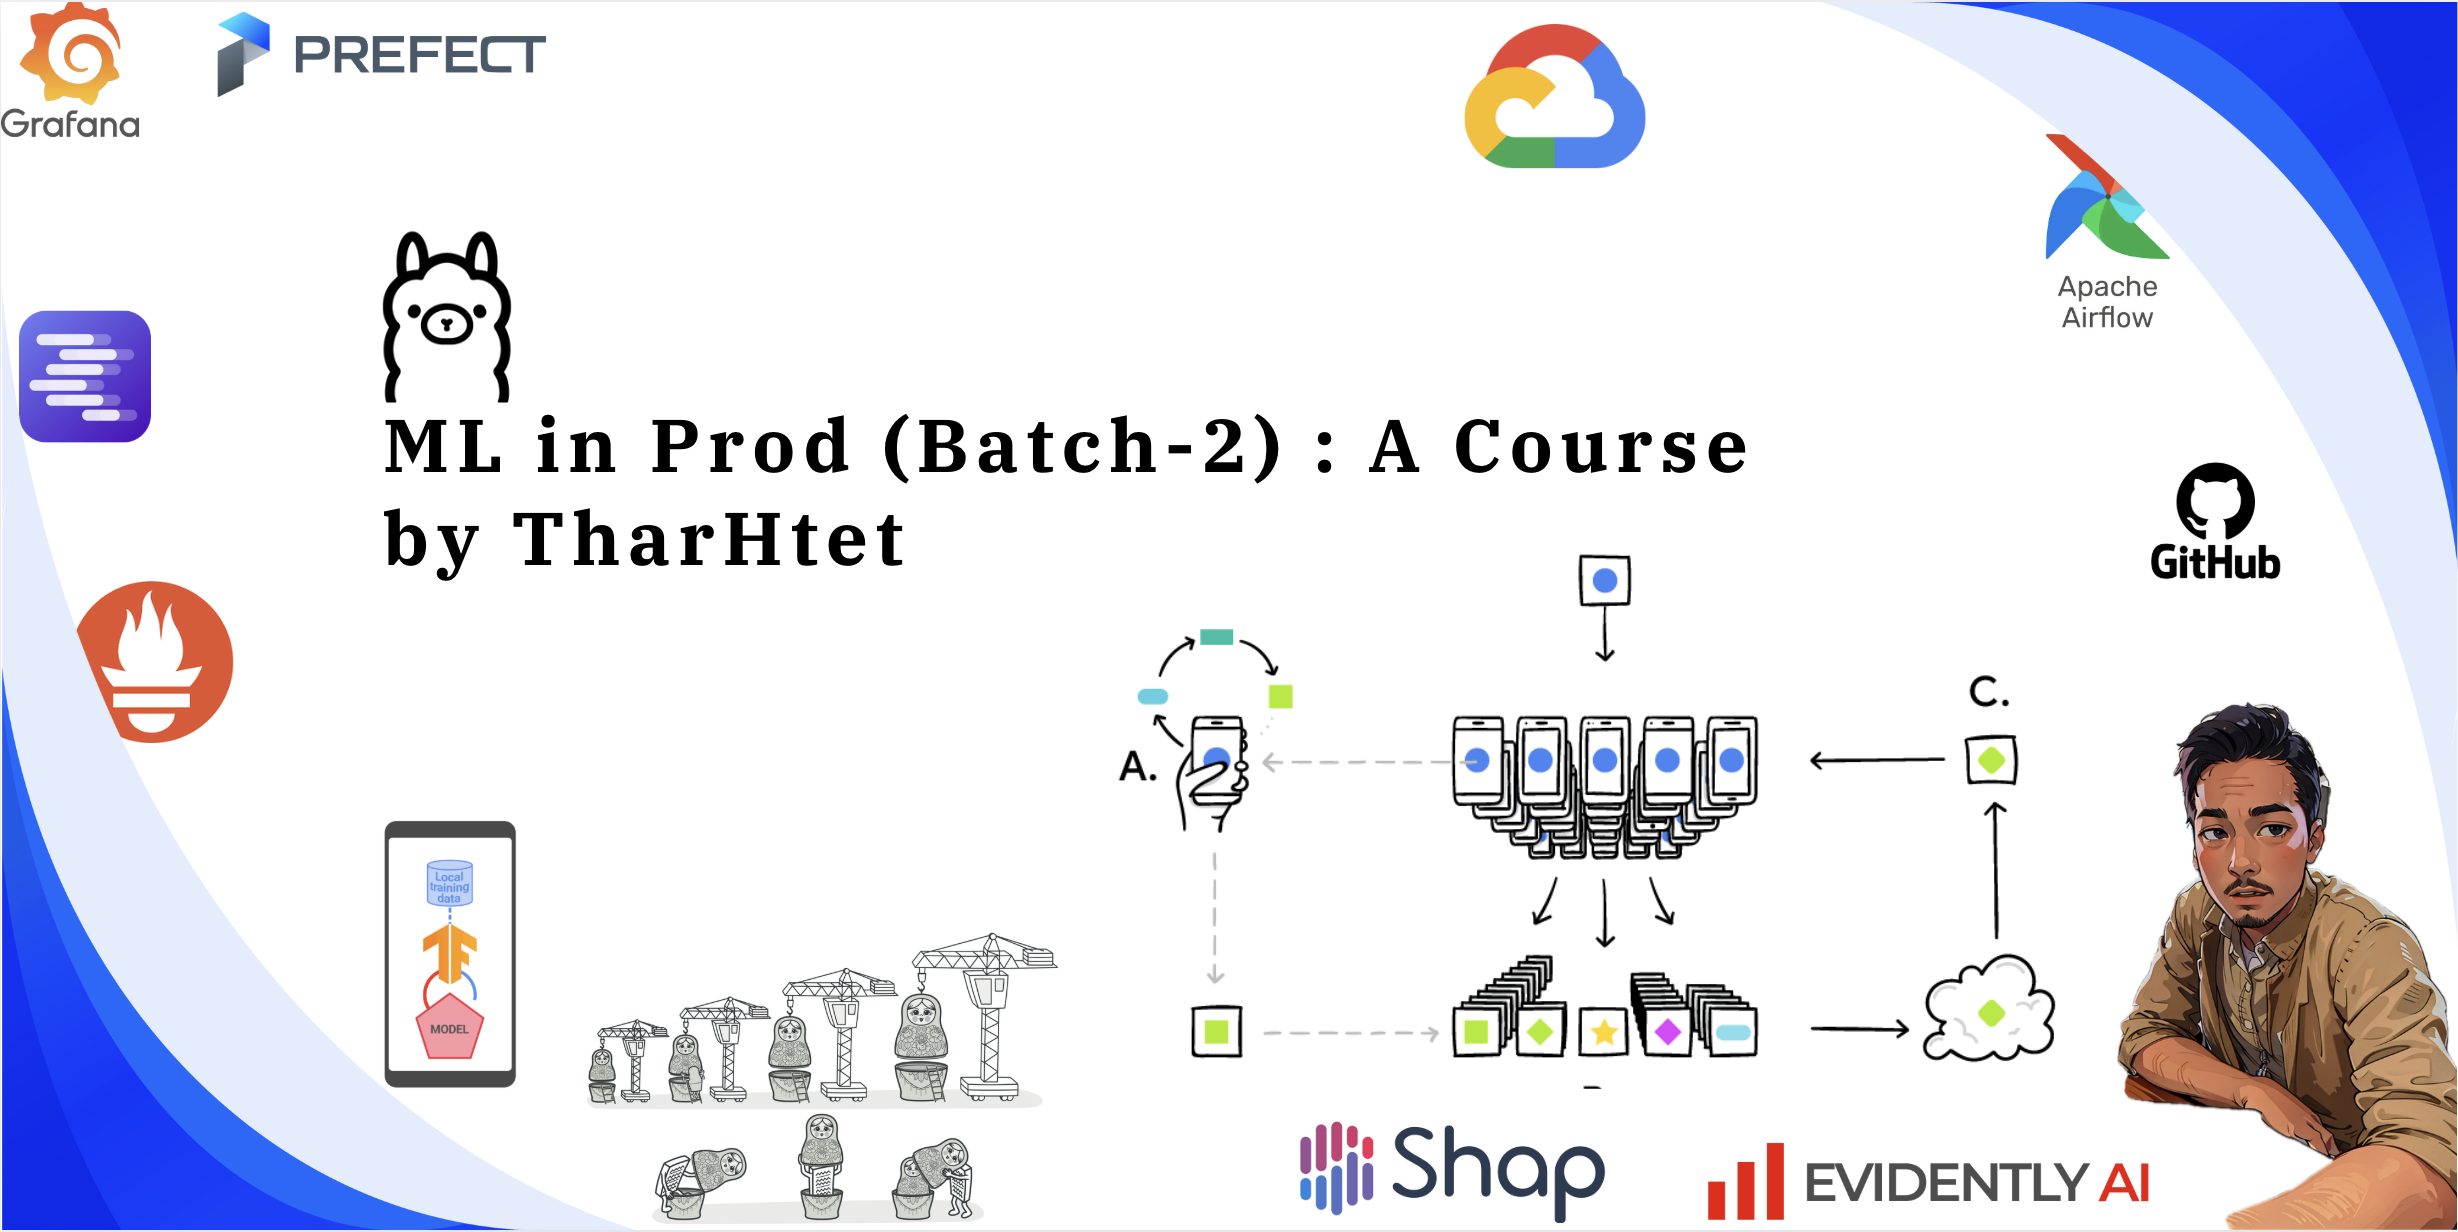 Grafana
PREFECT
Apache
Airflow
ML in Prod (Batch-2) : A Course
by TharHtet
GitHub
C.
A.
Local
training
data
MODEL
Shap
EVIDENTLY AI